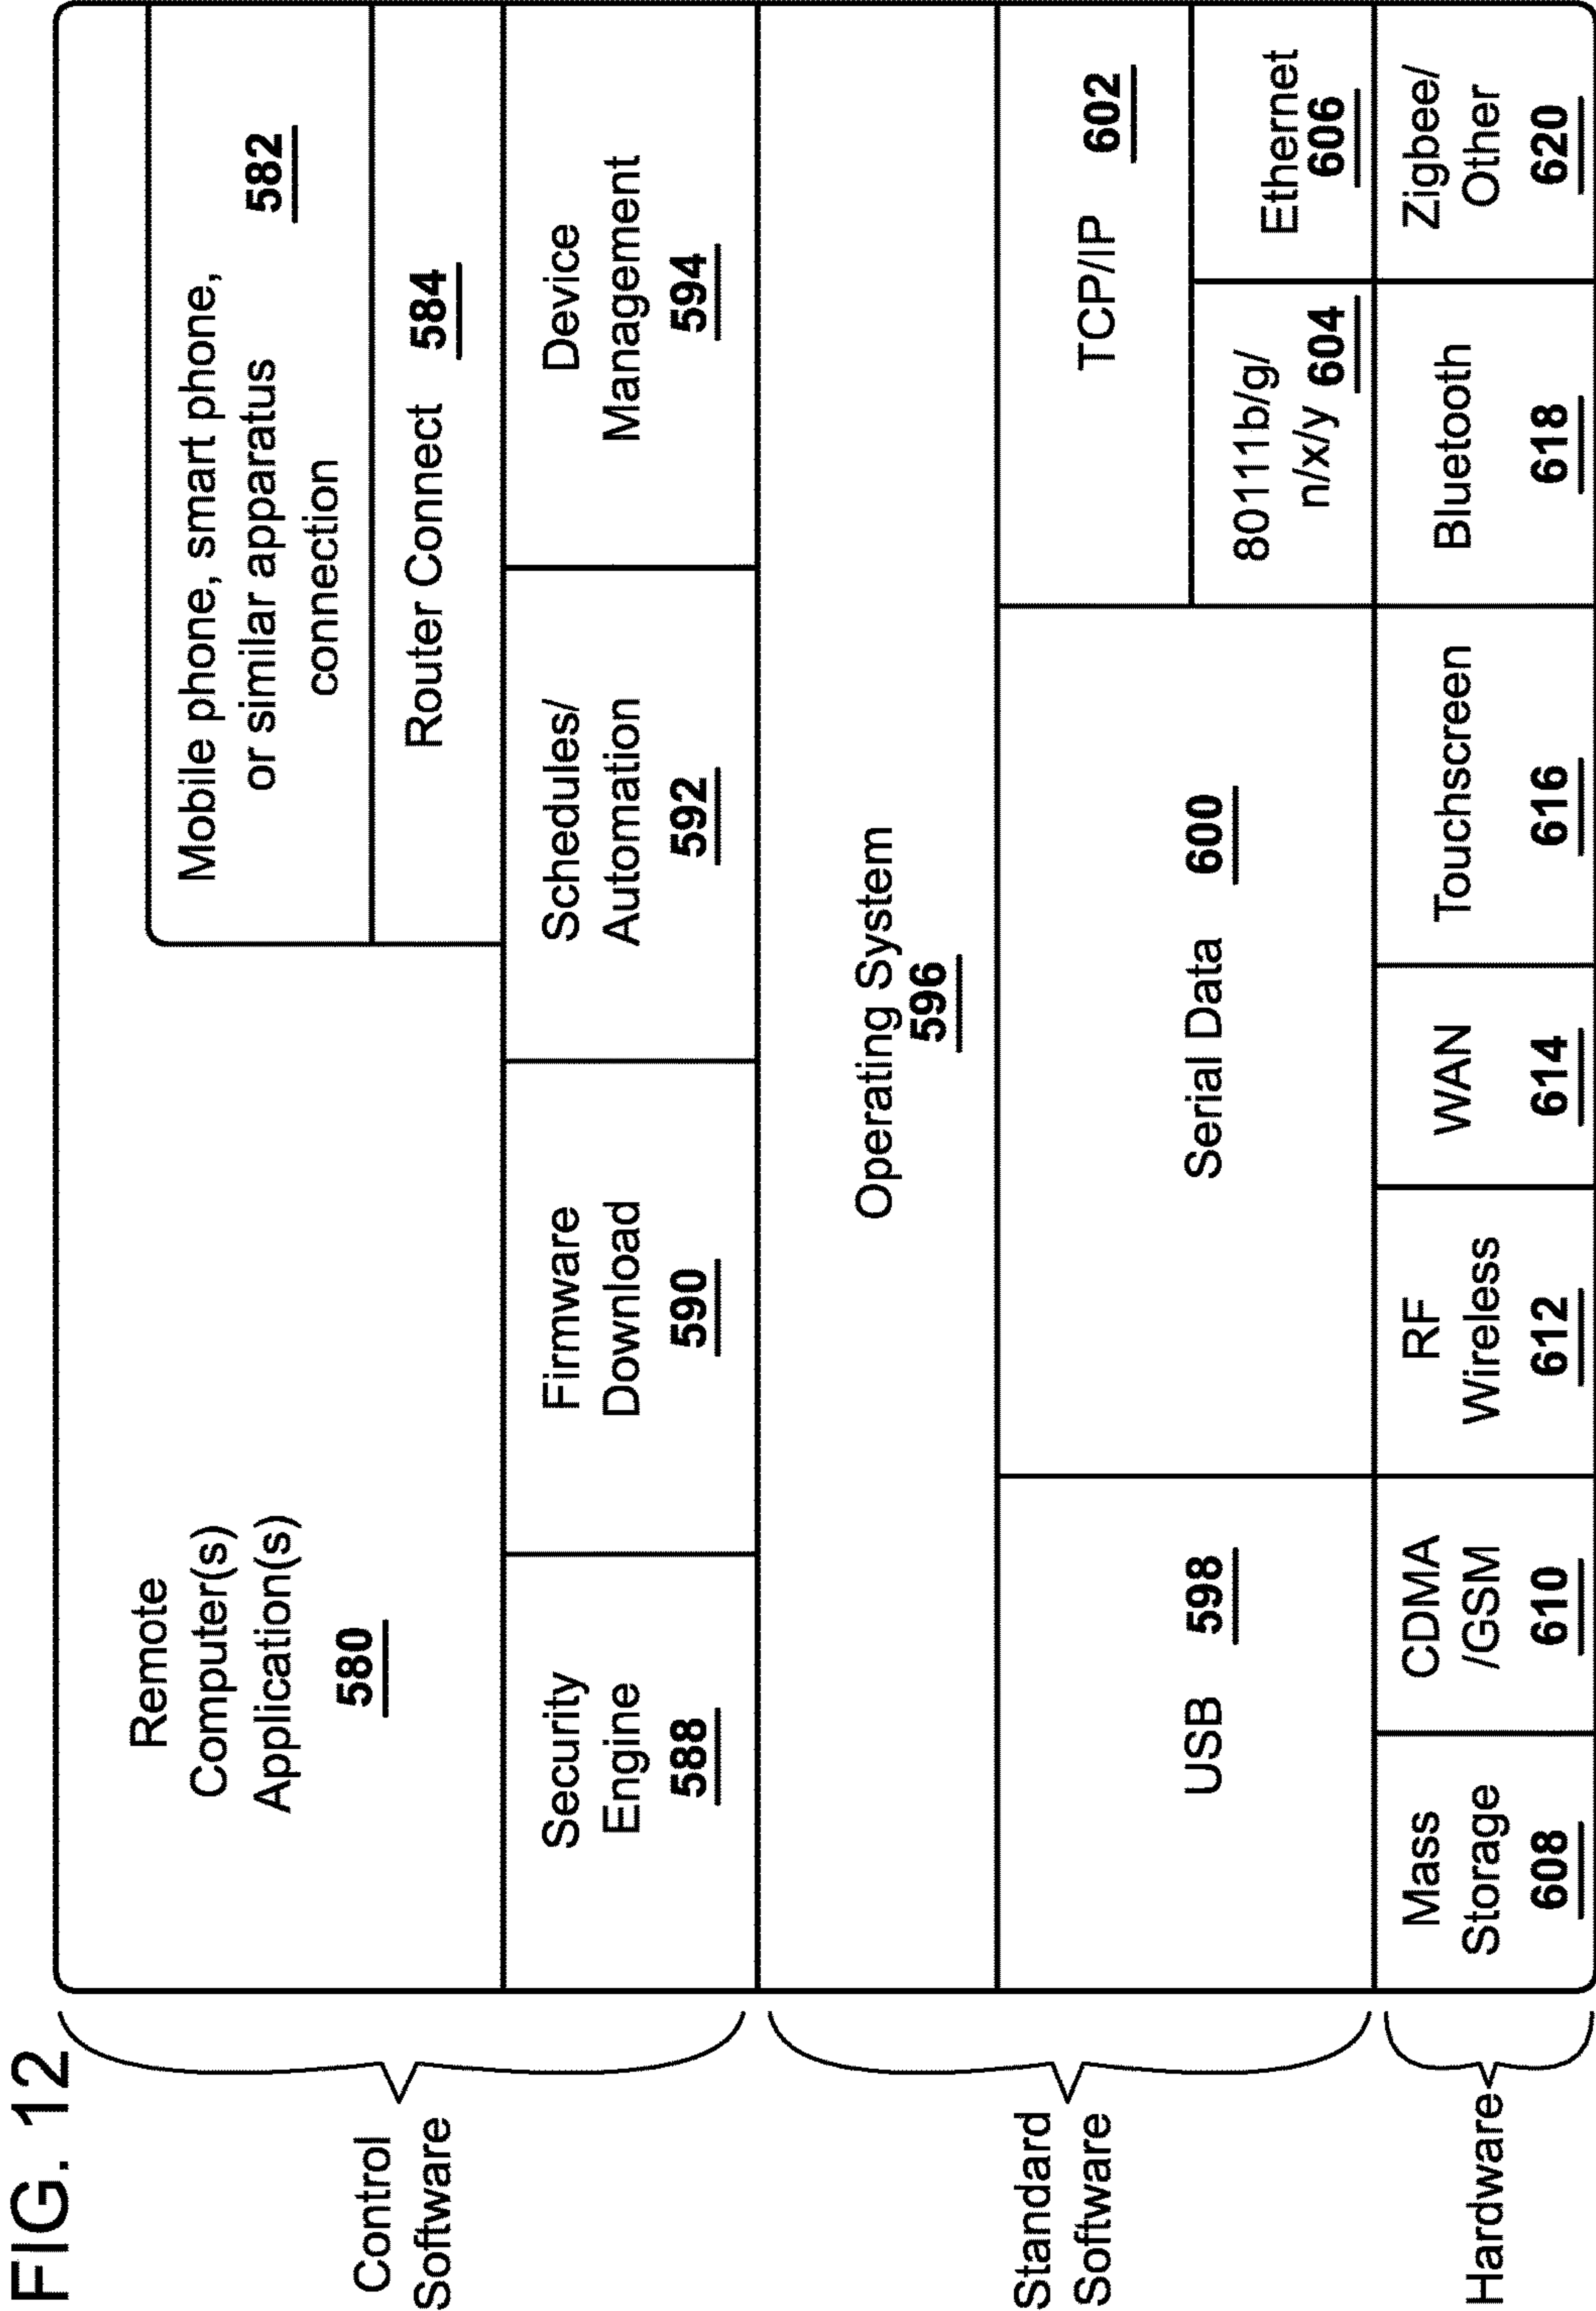 FIG. 12
Control
Software
Remote
Computer(s)
Application(s)
580
Mobile phone, smart phone,
or similar apparatus
connection
582
Router Connect 584
Security
Engine
588
Firmware
Download
590
Schedules/
Automation
592
Device
Management
594
Standard
Software
Operating System
596
USB 598
Serial Data 600
TCP/IP 602
80111b/g/
n/x/y 604
Ethernet
606
Hardware
Mass
Storage
608
CDMA
/GSM
610
RF
Wireless
612
WAN
614
Touchscreen
616
Bluetooth
618
Zigbee/
Other
620